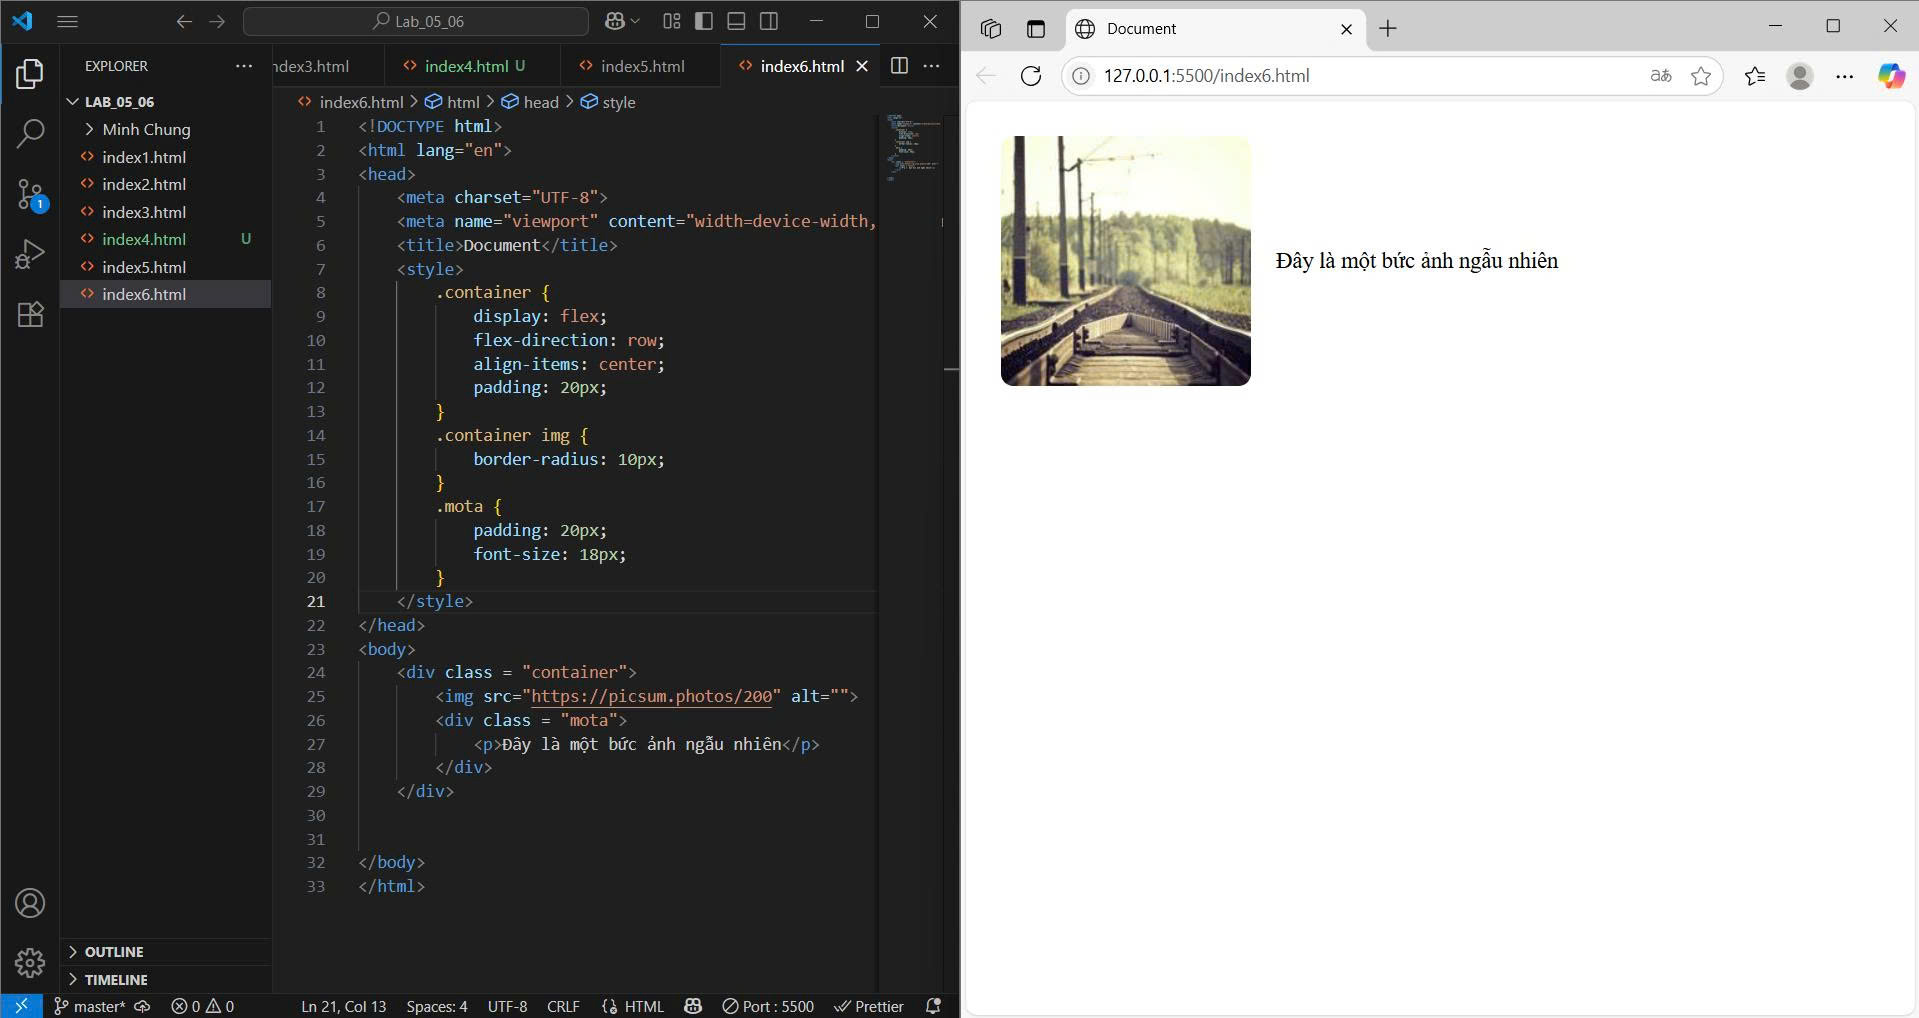 Lab_05_06
EXPLORER
LAB_05_06
Minh Chung
index1.html
index2.html
index3.html
index4.html U
index5.html
index6.html
OUTLINE
TIMELINE
ndex3.html
index4.html U
index5.html
index6.html
index6.html > html > head > style
1 <!DOCTYPE html>
2 <html lang="en">
3 <head>
4 <meta charset="UTF-8">
5 <meta name="viewport" content="width=device-width,
6 <title>Document</title>
7 <style>
8 .container {
9 display: flex;
10 flex-direction: row;
11 align-items: center;
12 padding: 20px;
13 }
14 .container img {
15 border-radius: 10px;
16 }
17 .mota {
18 padding: 20px;
19 font-size: 18px;
20 }
21 </style>
22 </head>
23 <body>
24 <div class = "container">
25 <img src="https://picsum.photos/200" alt="">
26 <div class = "mota">
27 <p>Đây là một bức ảnh ngẫu nhiên</p>
28 </div>
29 </div>
30
31
32 </body>
33 </html>
1
master* 0 0 Ln 21, Col 13 Spaces: 4 UTF-8 CRLF HTML Port : 5500 Prettier
Document
127.0.0.1:5500/index6.html
Đây là một bức ảnh ngẫu nhiên